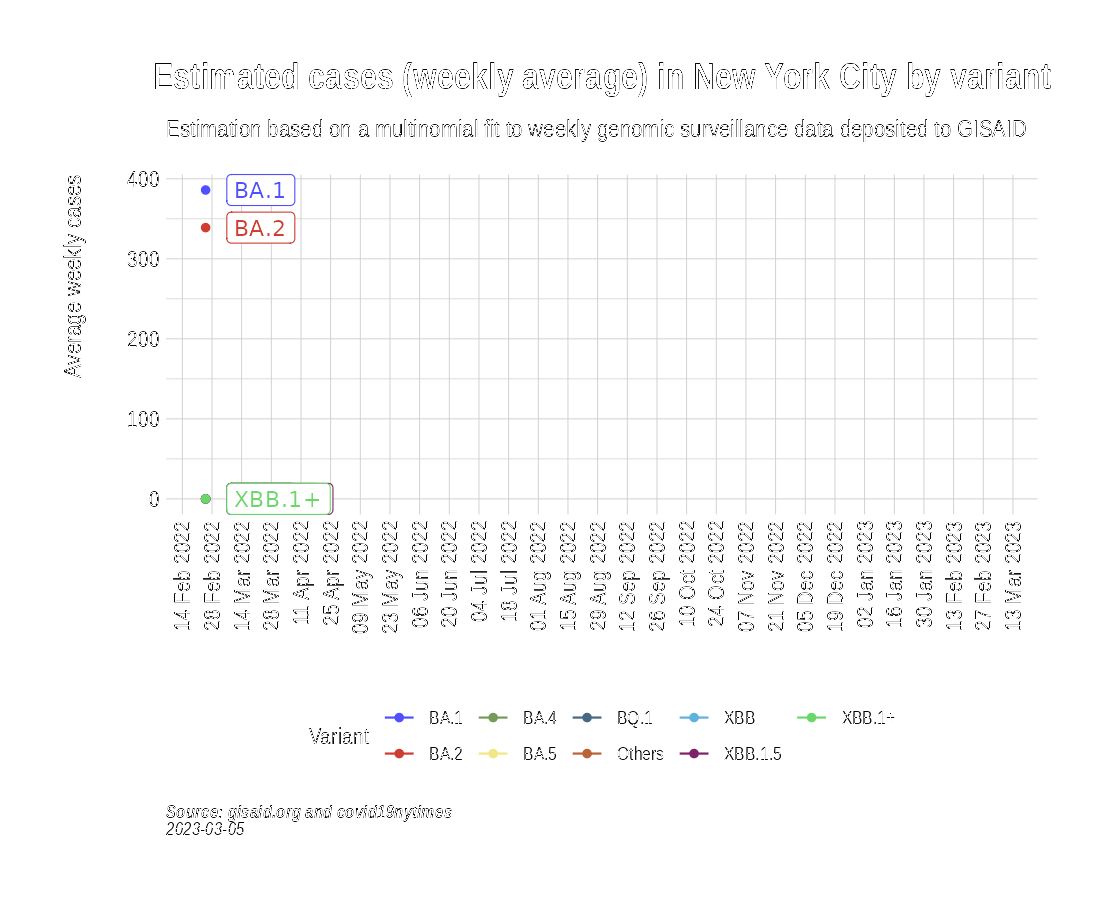 Estimated cases (weekly average) in New York City by variant
Estimation based on a multinomial fit to weekly genomic surveillance data deposited to GISAID
Average weekly cases
400
300
200
100
0
BA.1
BA.2
XBB.1+
14 Feb 2022
28 Feb 2022
14 Mar 2022
28 Mar 2022
11 Apr 2022
25 Apr 2022
09 May 2022
23 May 2022
06 Jun 2022
20 Jun 2022
04 Jul 2022
18 Jul 2022
01 Aug 2022
15 Aug 2022
29 Aug 2022
12 Sep 2022
26 Sep 2022
10 Oct 2022
24 Oct 2022
07 Nov 2022
21 Nov 2022
05 Dec 2022
19 Dec 2022
02 Jan 2023
16 Jan 2023
30 Jan 2023
13 Feb 2023
27 Feb 2023
13 Mar 2023
Variant
BA.1 BA.4 BQ.1 XBB XBB.1+
BA.2 BA.5 Others XBB.1.5
Source: gisaid.org and covid19nytimes
2023-03-05